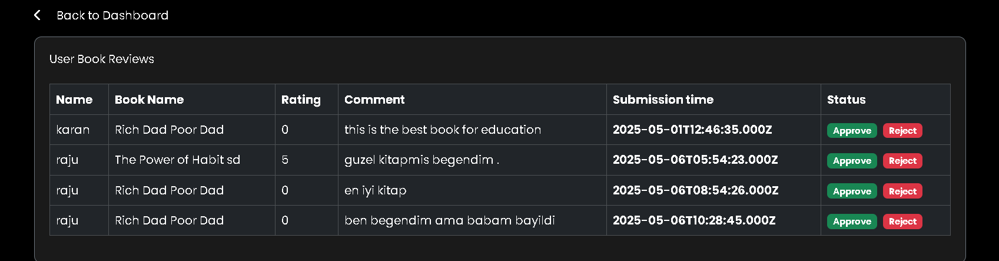 Back to Dashboard
User Book Reviews
Name Book Name Rating Comment Submission time Status
karan Rich Dad Poor Dad 0 this is the best book for education 2025-05-01T12:46:35.000Z Approve Reject
raju The Power of Habit sd 5 guzel kitapmis begendim . 2025-05-06T05:54:23.000Z Approve Reject
raju Rich Dad Poor Dad 0 en iyi kitap 2025-05-06T08:54:26.000Z Approve Reject
raju Rich Dad Poor Dad 0 ben begendim ama babam bayildi 2025-05-06T10:28:45.000Z Approve Reject